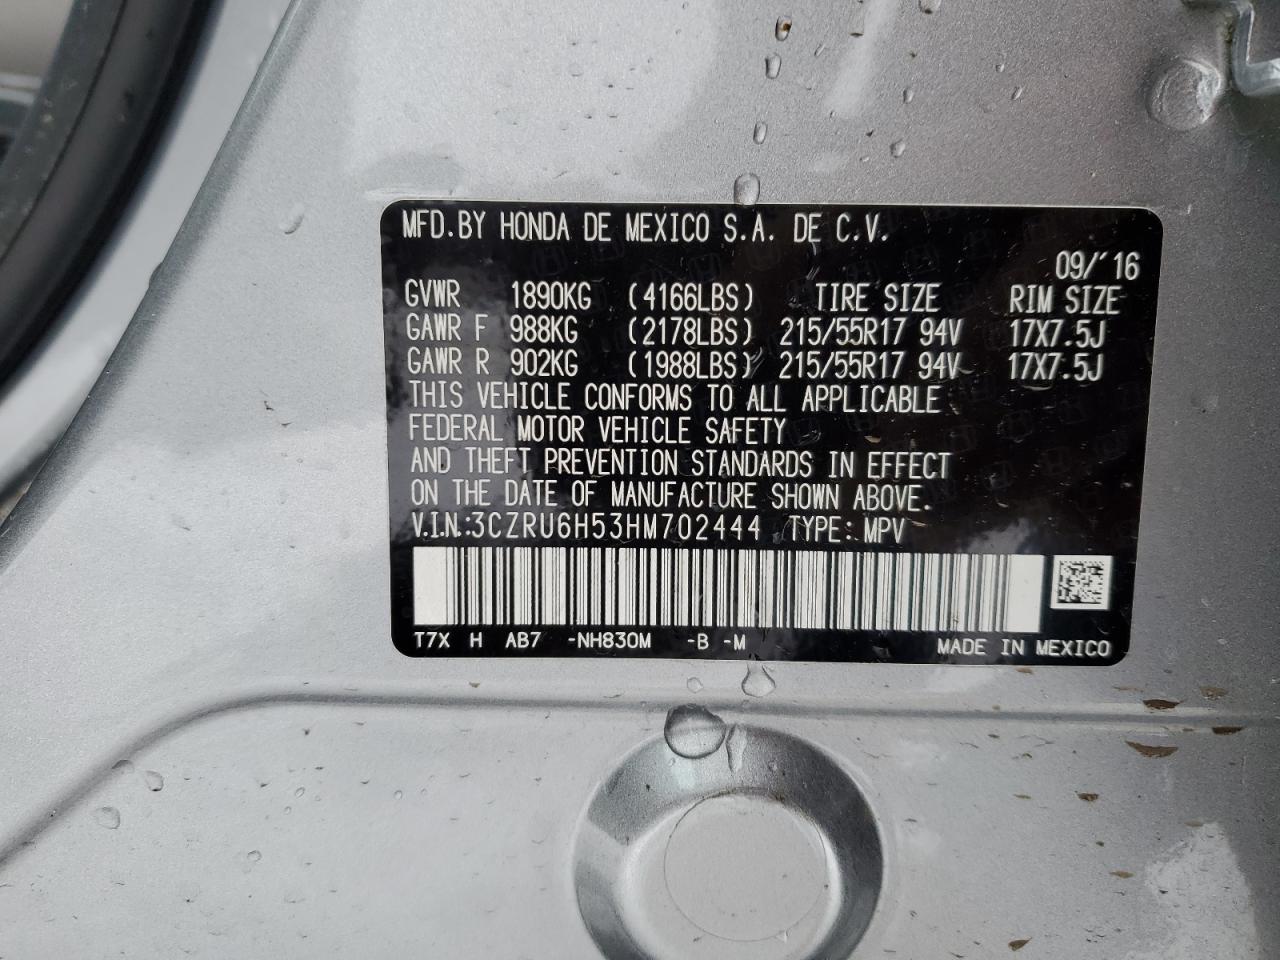 MFD.BY HONDA DE MEXICO S.A. DE C.V.
09/'16
GVWR 1890KG (4166LBS) TIRE SIZE RIM SIZE
GAWR F 988KG (2178LBS) 215/55R17 94V 17X7.5J
GAWR R 902KG (1988LBS) 215/55R17 94V 17X7.5J
THIS VEHICLE CONFORMS TO ALL APPLICABLE
FEDERAL MOTOR VEHICLE SAFETY
AND THEFT PREVENTION STANDARDS IN EFFECT
ON THE DATE OF MANUFACTURE SHOWN ABOVE.
V.I.N.:3CZRU6H53HM702444 TYPE: MPV
T7X H AB7 -NH830M -B -M MADE IN MEXICO